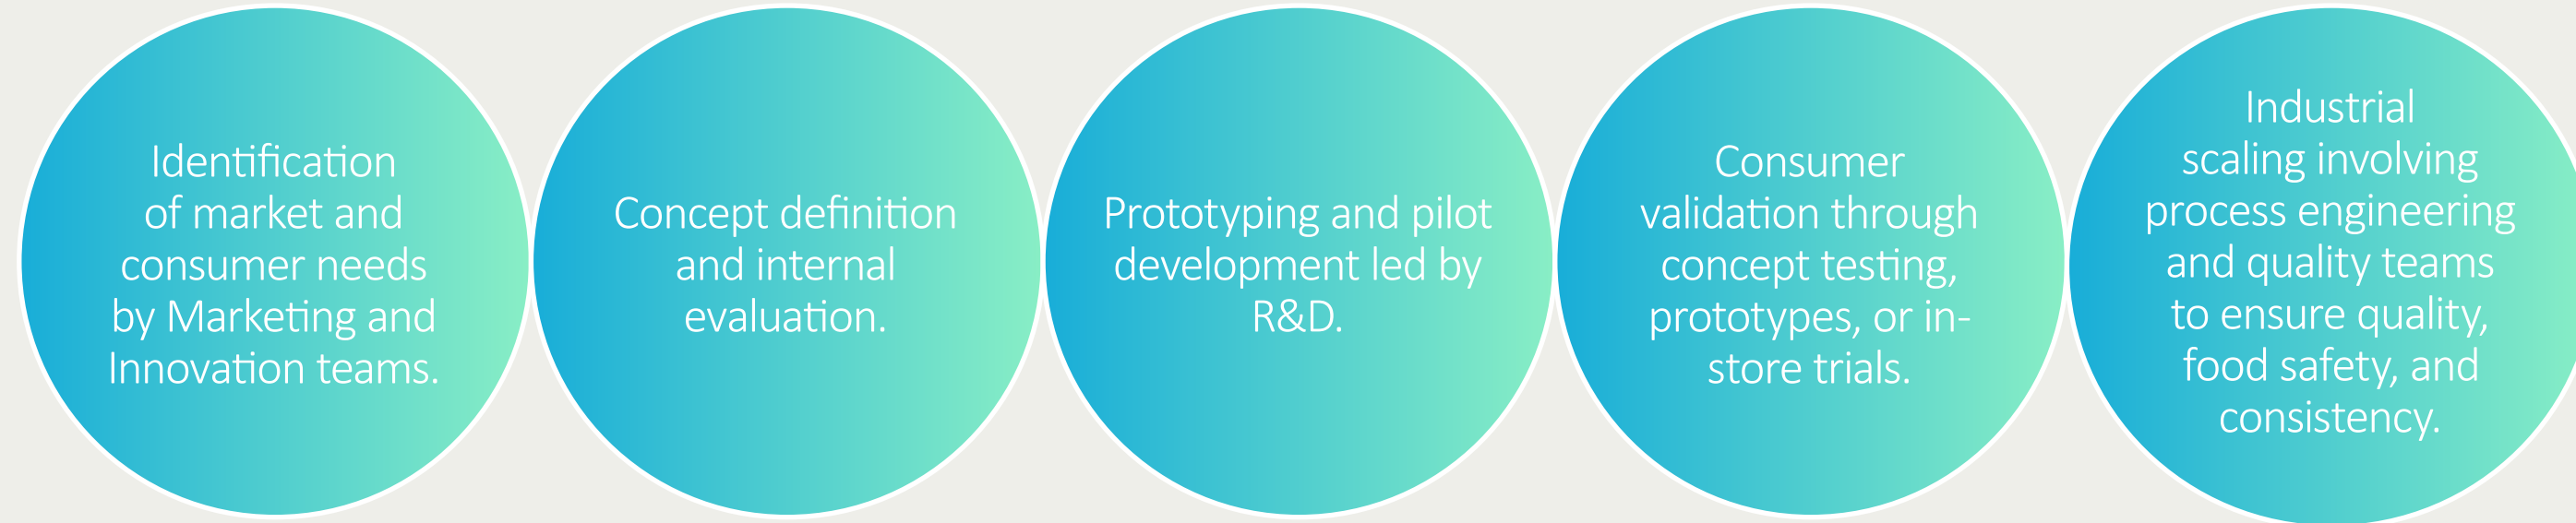 Identification
of market and
consumer needs
by Marketing and
Innovation teams.
Concept definition
and internal
evaluation.
Prototyping and pilot
development led by
R&D.
Consumer
validation through
concept testing,
prototypes, or in-
store trials.
Industrial
scaling involving
process engineering
and quality teams
to ensure quality,
food safety, and
consistency.